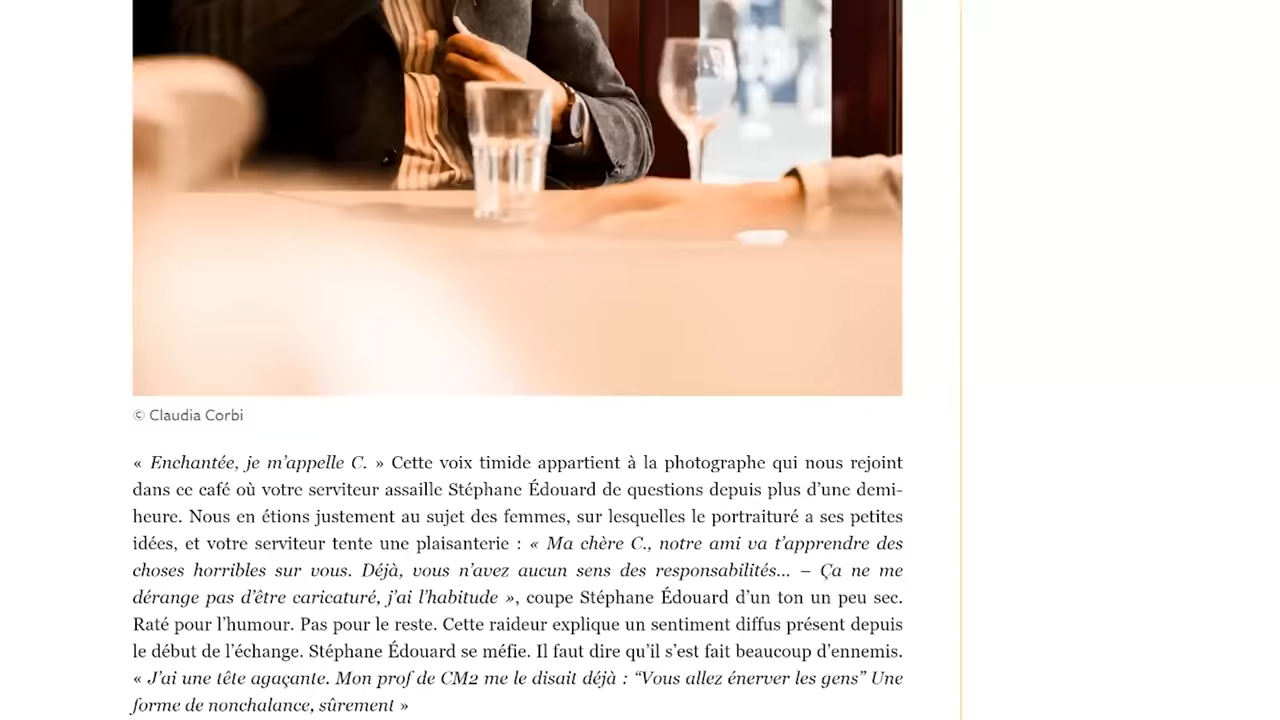 © Claudia Corbi
« Enchantée, je m’appelle C. » Cette voix timide appartient à la photographe qui nous rejoint
dans ce café où votre serviteur assaille Stéphane Édouard de questions depuis plus d’une demi-
heure. Nous en étions justement au sujet des femmes, sur lesquelles le portraituré a ses petites
idées, et votre serviteur tente une plaisanterie : « Ma chère C., notre ami va t’apprendre des
choses horribles sur vous. Déjà, vous n’avez aucun sens des responsabilités... – Ça ne me
dérange pas d’être caricaturé, j’ai l’habitude », coupe Stéphane Édouard d’un ton un peu sec.
Raté pour l’humour. Pas pour le reste. Cette raideur explique un sentiment diffus présent depuis
le début de l’échange. Stéphane Édouard se méfie. Il faut dire qu’il s’est fait beaucoup d’ennemis.
« J’ai une tête agaçante. Mon prof de CM2 me le disait déjà : “Vous allez énerver les gens” Une
forme de nonchalance, sûrement »